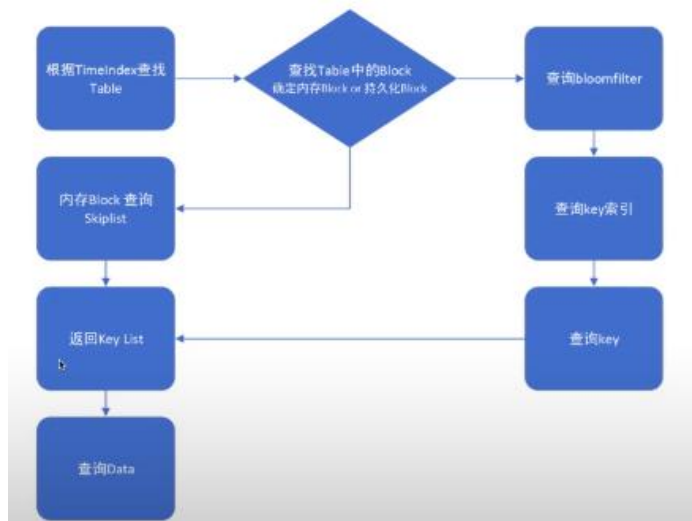 根据TimeIndex查找
Table
查找Table中的Block
确定内存Block or 持久化Block
查询bloomfilter
内存Block 查询
Skiplist
查询key索引
返回Key List
查询key
查询Data